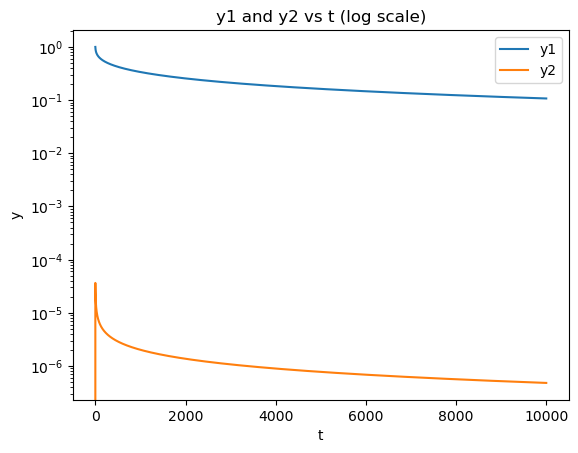 y1 and y2 vs t (log scale)
y1
y2
10⁰
10⁻¹
10⁻²
10⁻³
10⁻⁴
10⁻⁵
10⁻⁶
y
0 2000 4000 6000 8000 10000
t